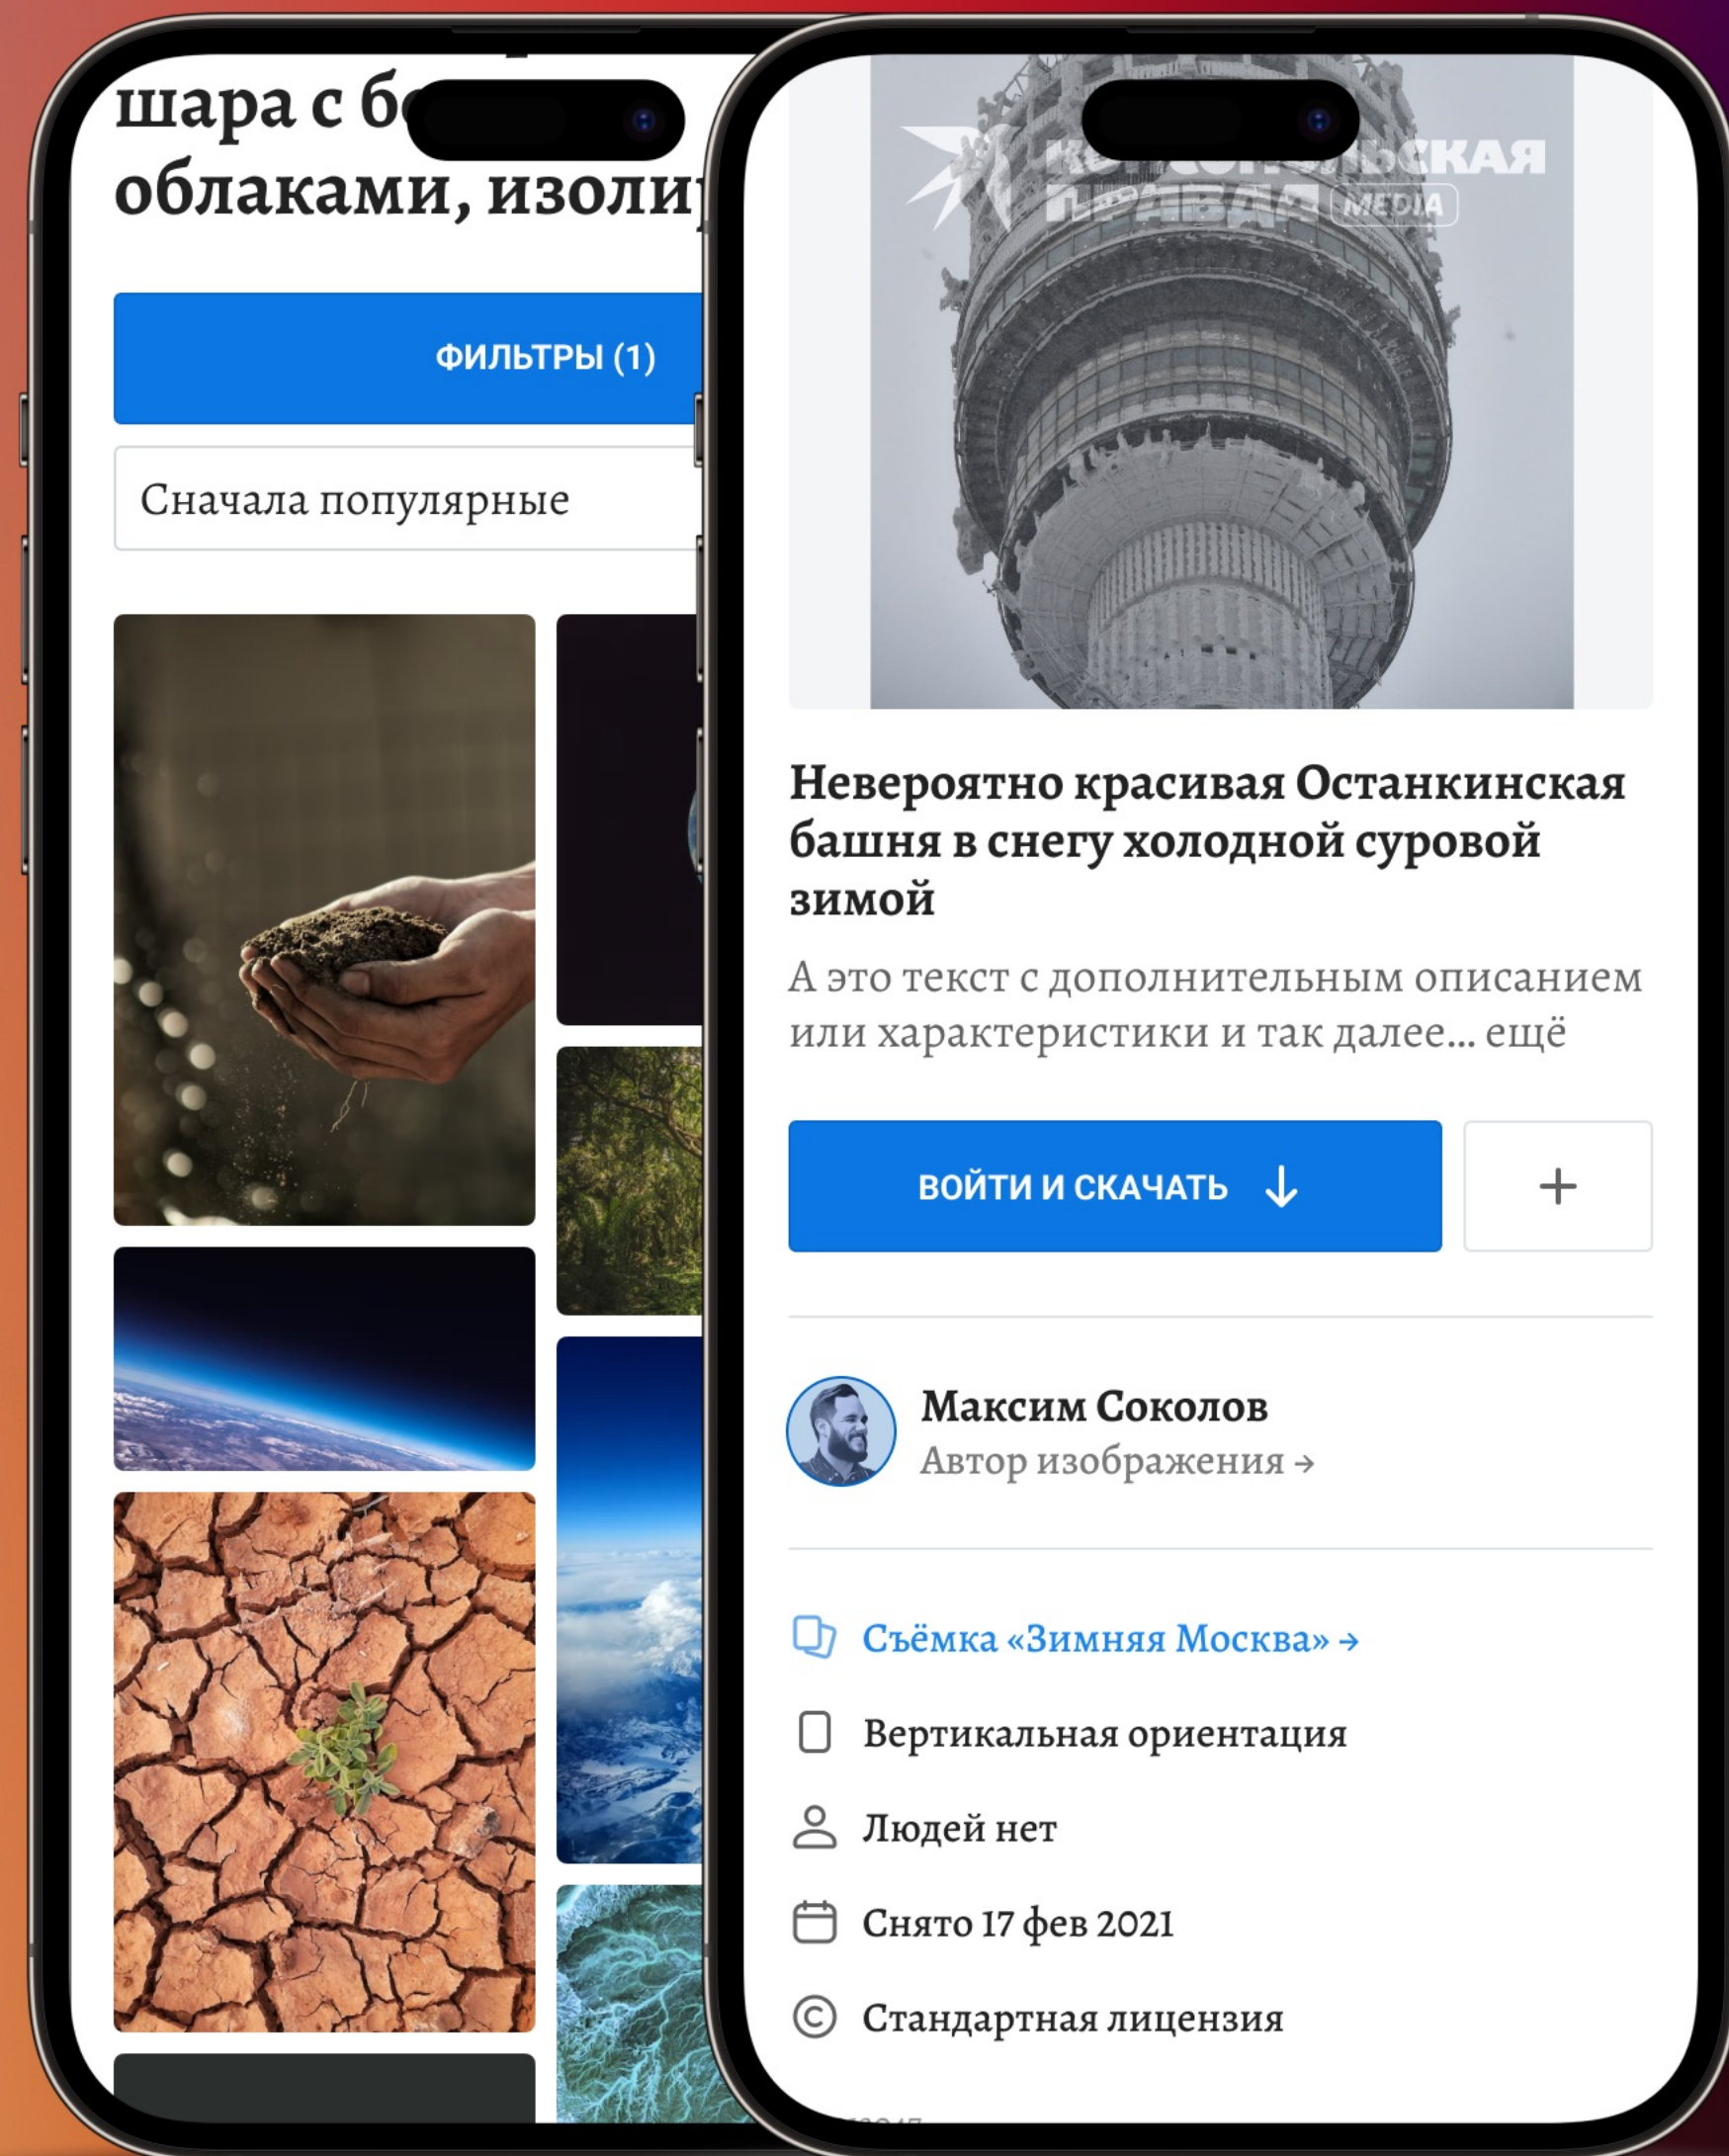 шара с
облаками,
ФИЛЬТРЫ (1)
Сначала популярные
ПРАВДА MEDIA
Невероятно красивая Останкинская
башня в снегу холодной суровой
зимой
А это текст с дополнительным описанием
или характеристики и так далее... ещё
ВОЙТИ И СКАЧАТЬ
Максим Соколов
Автор изображения →
Съёмка «Зимняя Москва» →
Вертикальная ориентация
Людей нет
Снято 17 фев 2021
Стандартная лицензия